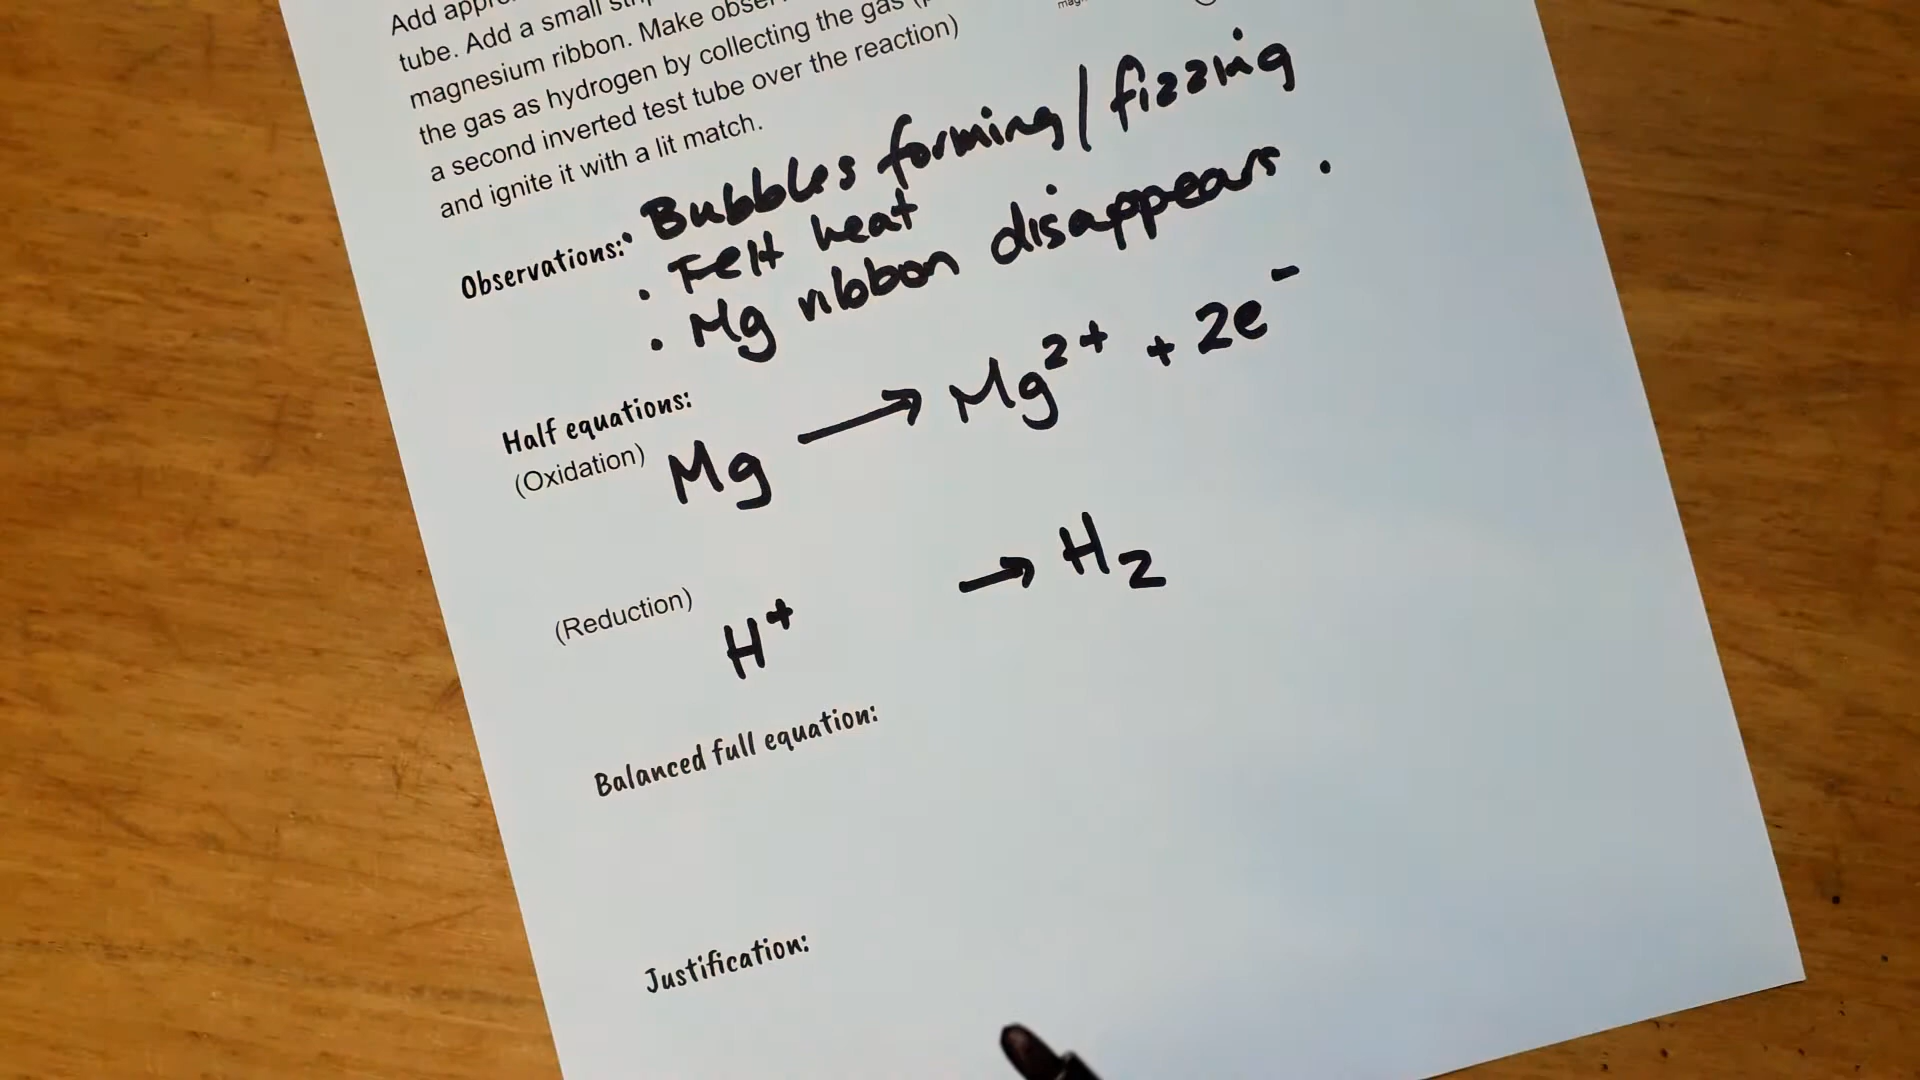 Add
tube. Add a small
magnesium ribbon. Make
the gas as hydrogen by collecting the gas
a second inverted test tube over the reaction)
and ignite it with a lit match.
Observations: • Bubbles forming/fizzing
• Felt heat
• Mg ribbon disappears.
Half equations:
(Oxidation) Mg → Mg²⁺ + 2e⁻
(Reduction) H⁺ → H₂
Balanced full equation:
Justification: